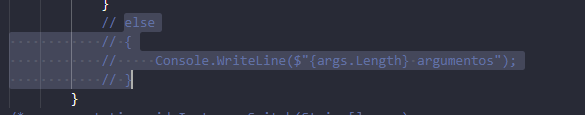 }
// else
// {
//     Console.WriteLine($"{args.Length} argumentos");
// }
}